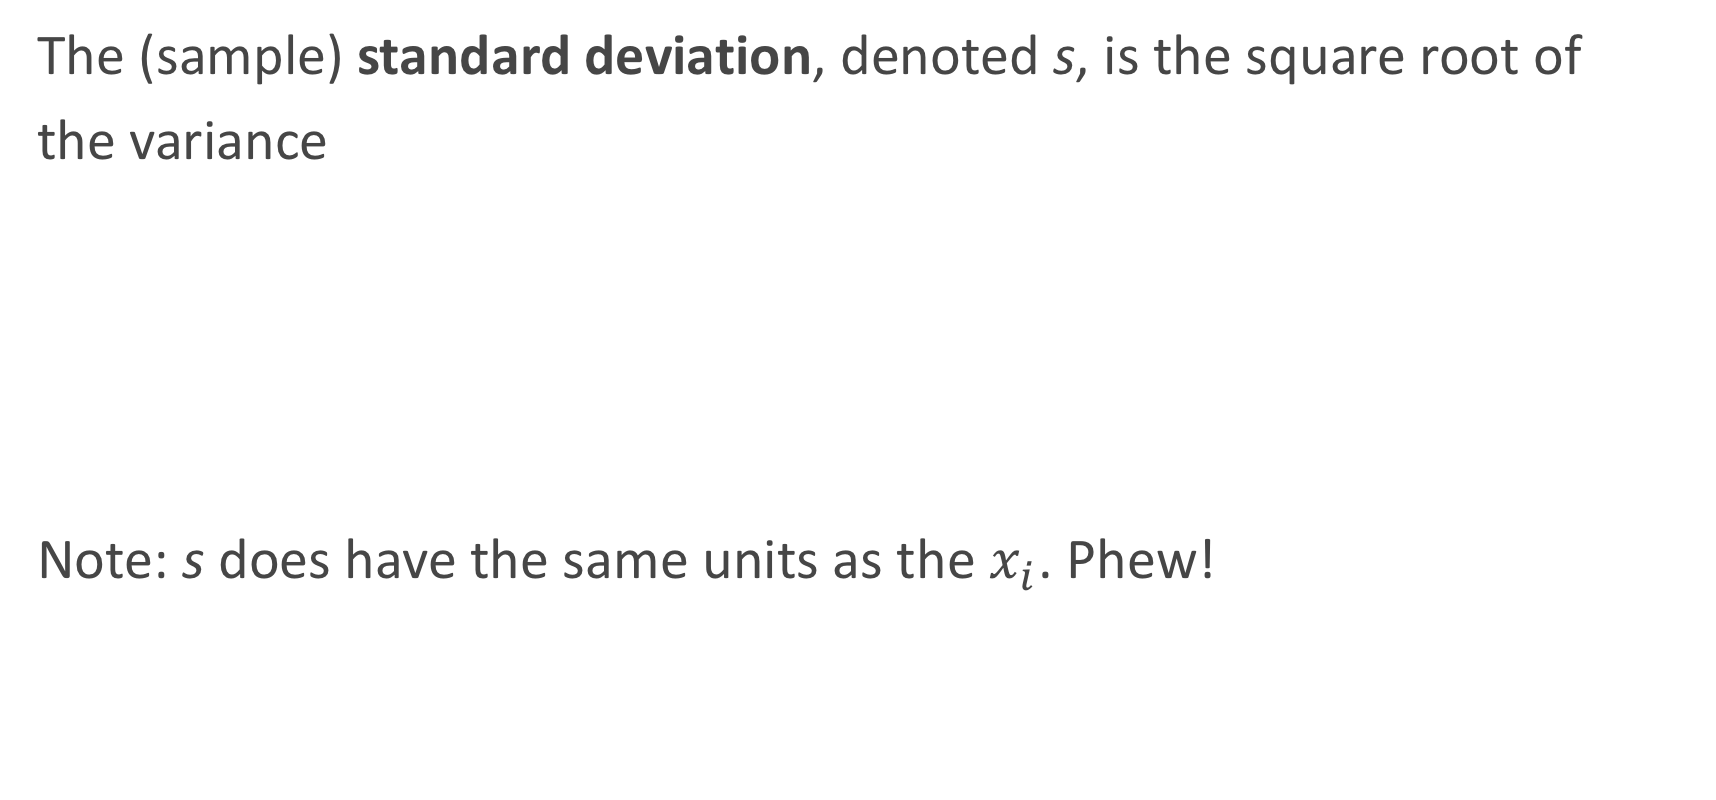 The (sample) standard deviation, denoted s, is the square root of
the variance
Note: s does have the same units as the xᵢ. Phew!